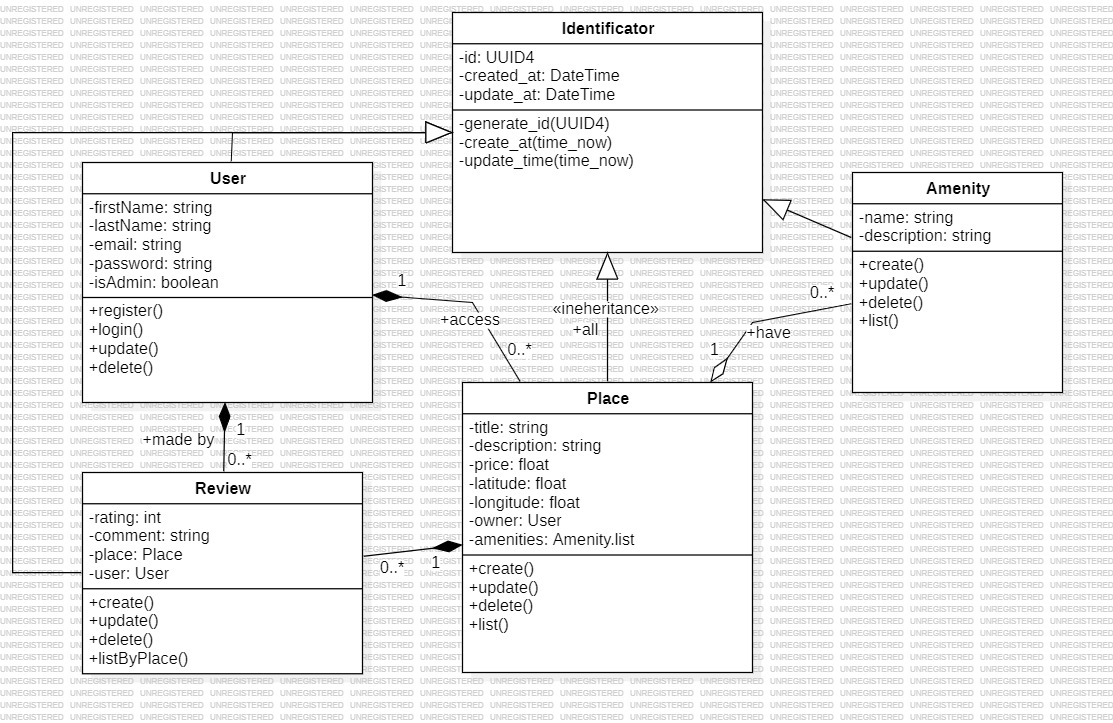 Identificator
-id: UUID4
-created_at: DateTime
-update_at: DateTime
-generate_id(UUID4)
-create_at(time_now)
-update_time(time_now)
User
-firstName: string
-lastName: string
-email: string
-password: string
-isAdmin: boolean
+register()
+login()
+update()
+delete()
Amenity
-name: string
-description: string
+create()
+update()
+delete()
+list()
1
+access
0..*
«ineheritance»
+all
0..*
+have
1
+made by
1
0..*
Place
-title: string
-description: string
-price: float
-latitude: float
-longitude: float
-owner: User
-amenities: Amenity.list
+create()
+update()
+delete()
+list()
Review
-rating: int
-comment: string
-place: Place
-user: User
+create()
+update()
+delete()
+listByPlace()
0..*
1
UNREGISTERED